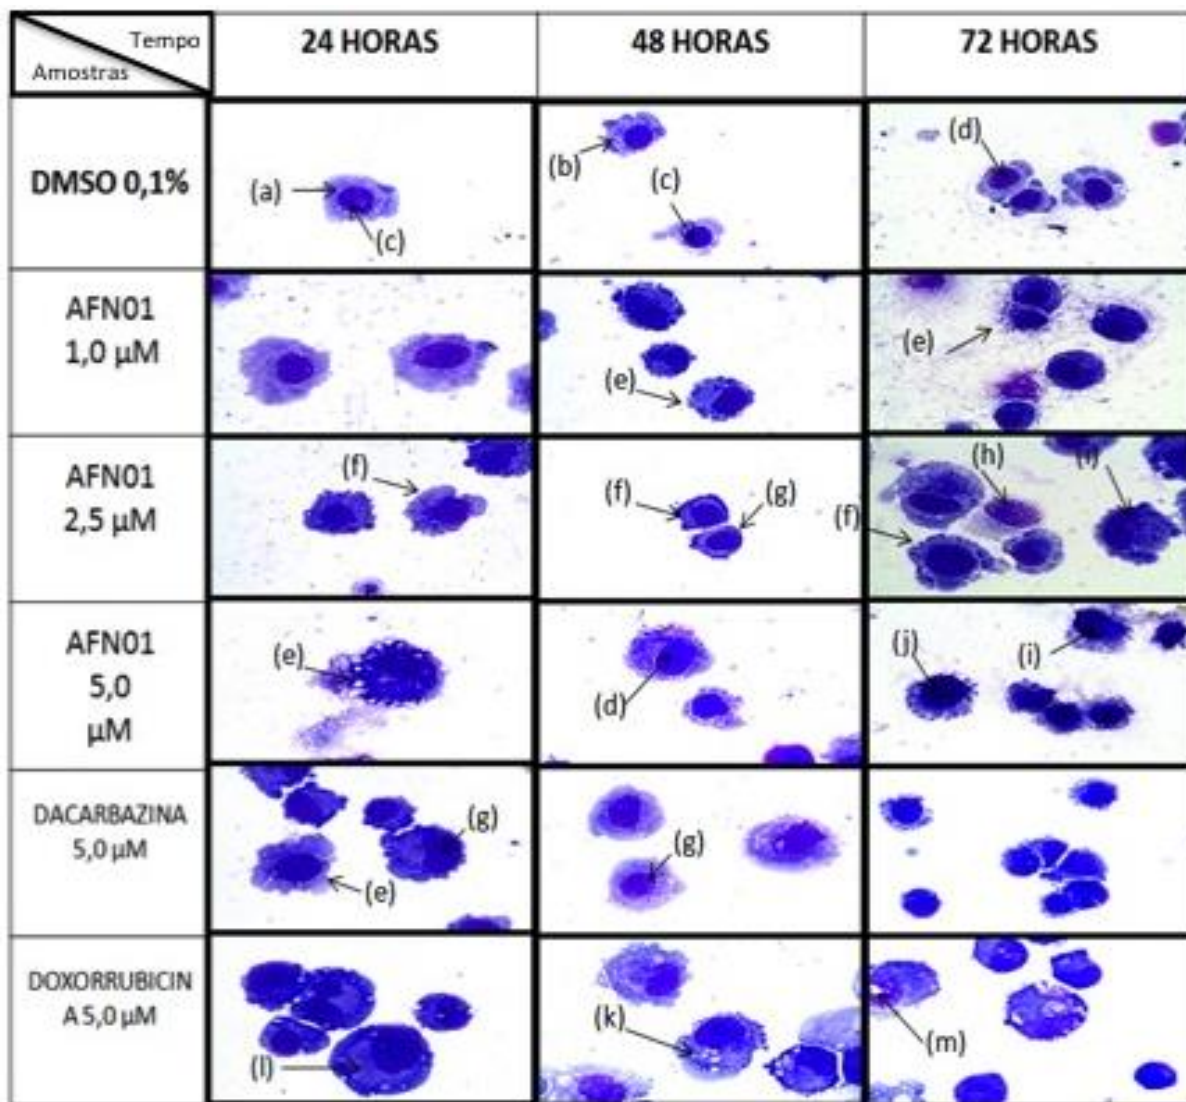 Tempo
Amostras
24 HORAS
48 HORAS
72 HORAS
DMSO 0,1%
(a)
(c)
(b)
(c)
(d)
AFN01
1,0 µM
(e)
(e)
AFN01
2,5 µM
(f)
(f)
(g)
(h)
(f)
AFN01
5,0
µM
(e)
(d)
(j)
(i)
DACARBAZINA
5,0 µM
(g)
(e)
(g)
DOXORRUBICIN
A 5,0 µM
(l)
(k)
(m)